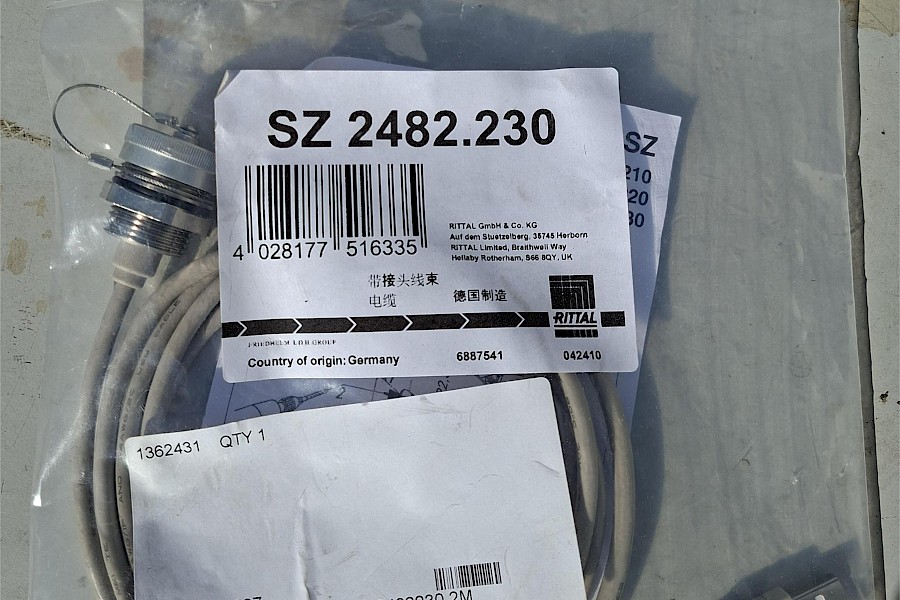 SZ 2482.230
SZ
210
20
30
4 028177 516335
RITTAL GmbH & Co. KG
Auf dem Stuetzelberg, 35745 Herborn
RITTAL Limited, Braithwell Way
Hellaby Rotherham, S66 8QY, UK
带接头线束
电缆
德国制造
RITTAL
FRIEDHELM LOH GROUP
Country of origin: Germany
6887541
042410
2
1362431 QTY 1